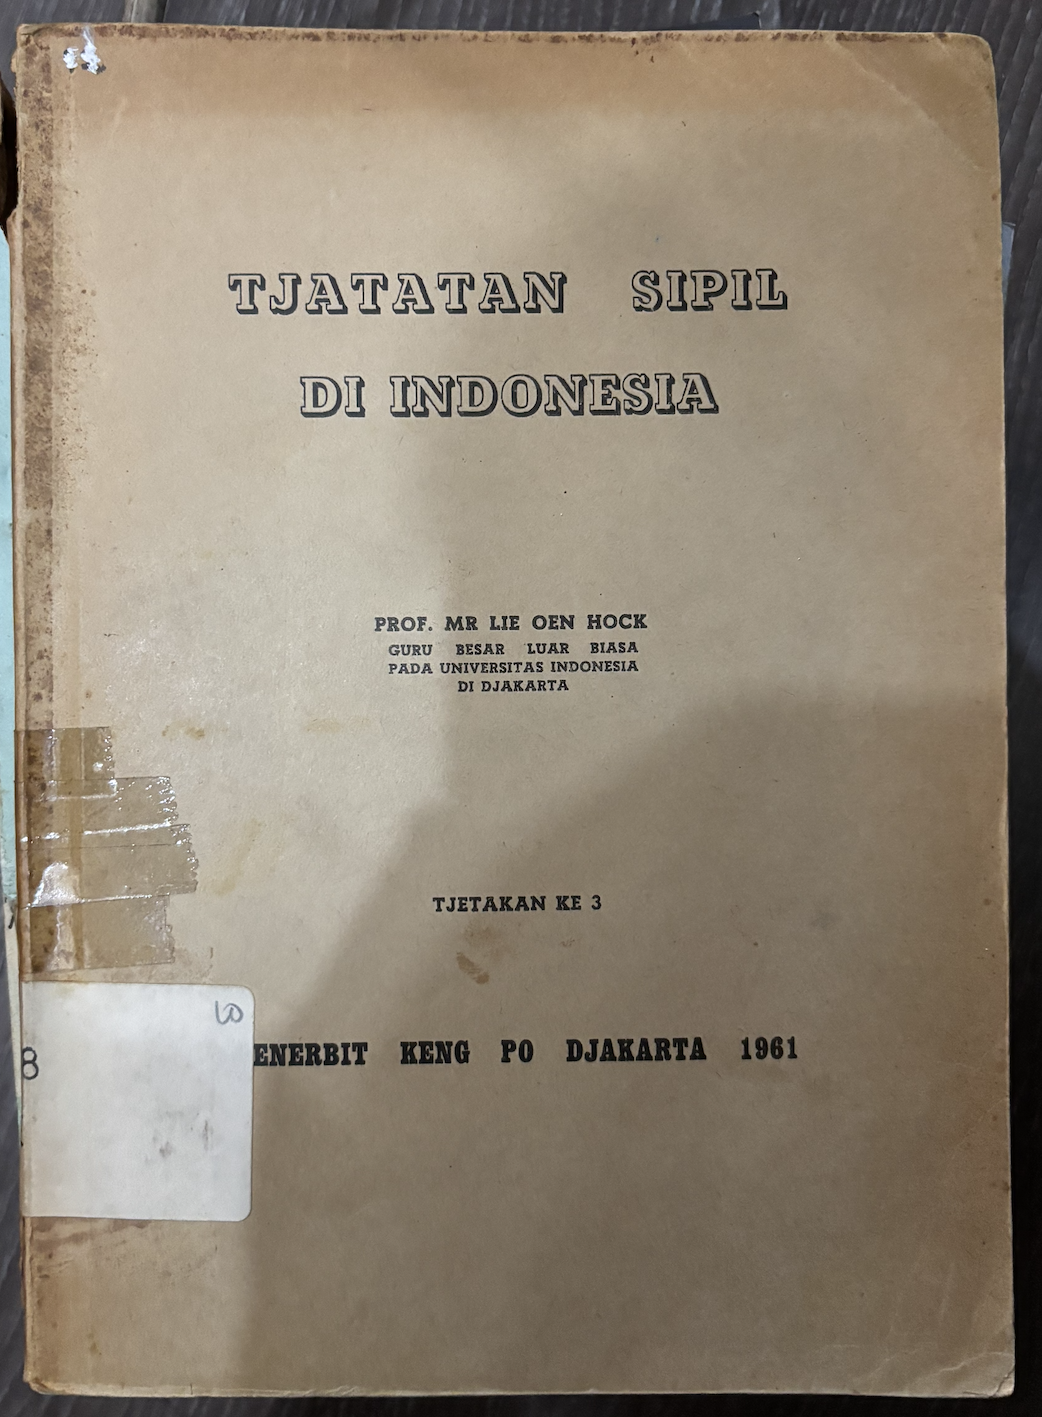 TJATATAN SIPIL
DI INDONESIA
PROF. MR LIE OEN HOCK
GURU BESAR LUAR BIASA
PADA UNIVERSITAS INDONESIA
DI DJAKARTA
TJETAKAN KE 3
ENERBIT KENG PO DJAKARTA 1961
8